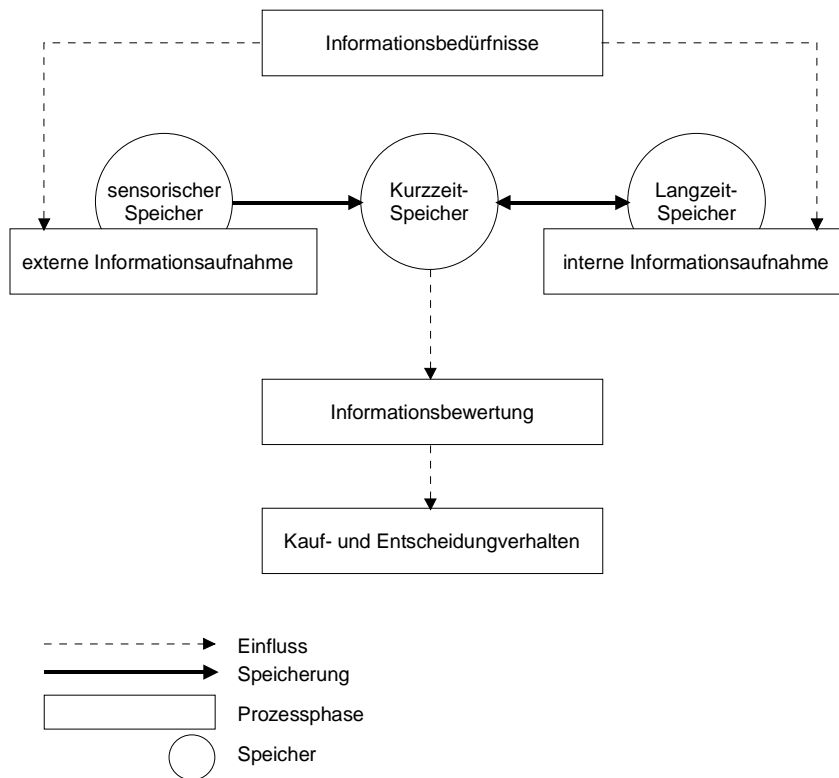 Informationsbedürfnisse
sensorischer
Speicher
Kurzzeit-
Speicher
Langzeit-
Speicher
externe Informationsaufnahme
interne Informationsaufnahme
Informationsbewertung
Kauf- und Entscheidungverhalten
Einfluss
Speicherung
Prozessphase
Speicher